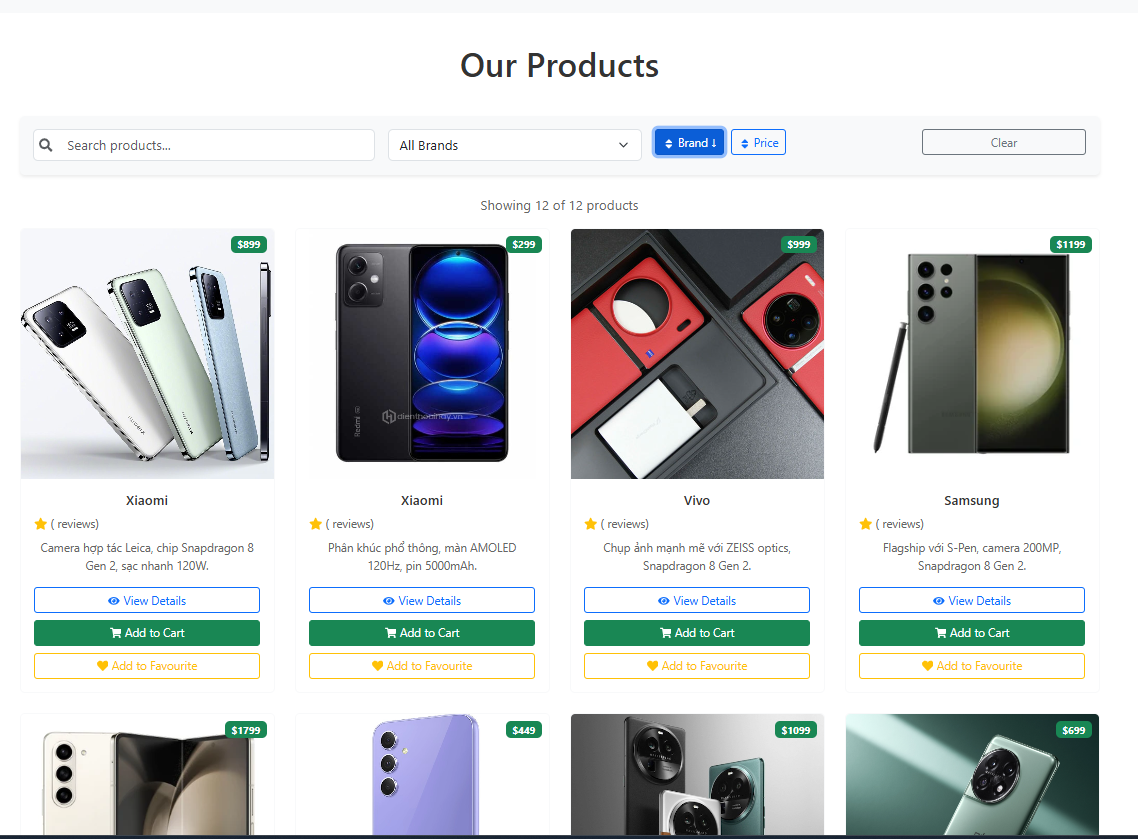 Our Products
Search products...
All Brands
Brand ↓
Price
Clear
Showing 12 of 12 products
$899
$299
$999
$1199
Redmi
dienthoaihay.vn
Xiaomi
Xiaomi
Vivo
Samsung
( reviews)
( reviews)
( reviews)
( reviews)
Camera hợp tác Leica, chip Snapdragon 8
Gen 2, sạc nhanh 120W.
Phân khúc phổ thông, màn AMOLED
120Hz, pin 5000mAh.
Chụp ảnh mạnh mẽ với ZEISS optics,
Snapdragon 8 Gen 2.
Flagship với S-Pen, camera 200MP,
Snapdragon 8 Gen 2.
View Details
View Details
View Details
View Details
Add to Cart
Add to Cart
Add to Cart
Add to Cart
Add to Favourite
Add to Favourite
Add to Favourite
Add to Favourite
$1799
$449
$1099
$699